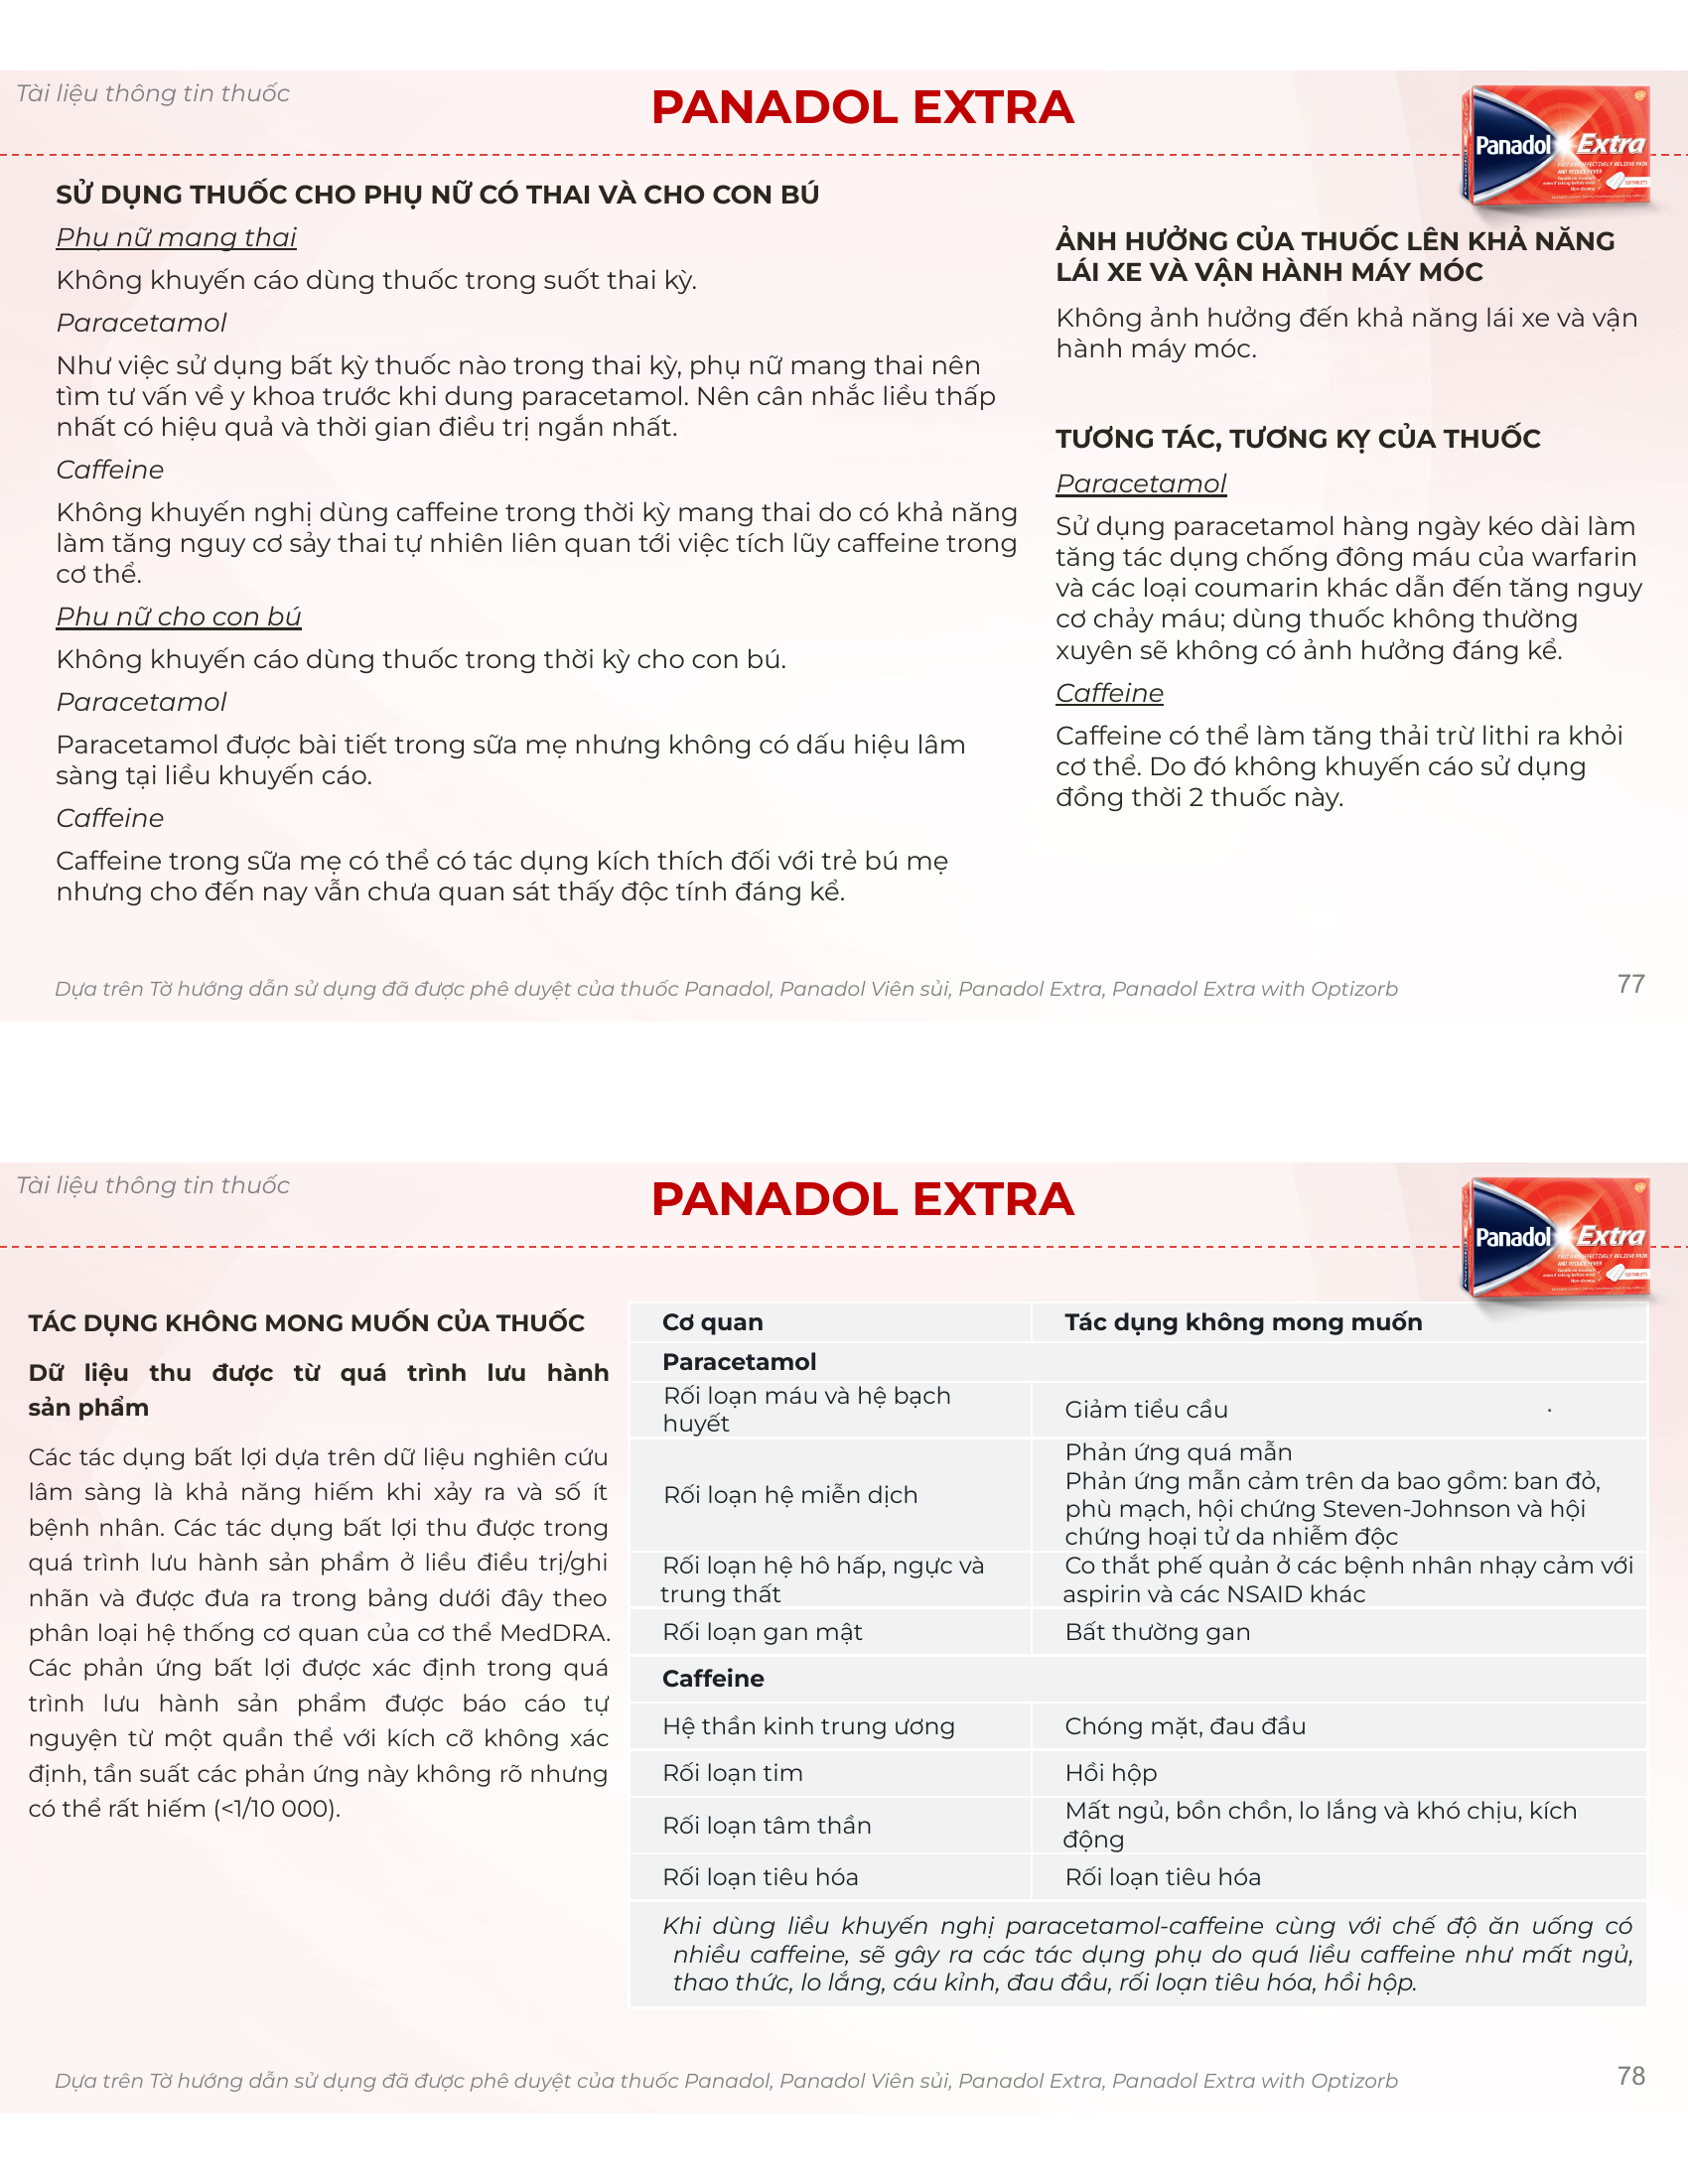 Tài liệu thông tin thuốc
PANADOL EXTRA
Panadol Extra
SỬ DỤNG THUỐC CHO PHỤ NỮ CÓ THAI VÀ CHO CON BÚ
Phụ nữ mang thai
Không khuyến cáo dùng thuốc trong suốt thai kỳ.
Paracetamol
Như việc sử dụng bất kỳ thuốc nào trong thai kỳ, phụ nữ mang thai nên
tìm tư vấn về y khoa trước khi dung paracetamol. Nên cân nhắc liều thấp
nhất có hiệu quả và thời gian điều trị ngắn nhất.
Caffeine
Không khuyến nghị dùng caffeine trong thời kỳ mang thai do có khả năng
làm tăng nguy cơ sảy thai tự nhiên liên quan tới việc tích lũy caffeine trong
cơ thể.
Phụ nữ cho con bú
Không khuyến cáo dùng thuốc trong thời kỳ cho con bú.
Paracetamol
Paracetamol được bài tiết trong sữa mẹ nhưng không có dấu hiệu lâm
sàng tại liều khuyến cáo.
Caffeine
Caffeine trong sữa mẹ có thể có tác dụng kích thích đối với trẻ bú mẹ
nhưng cho đến nay vẫn chưa quan sát thấy độc tính đáng kể.
ẢNH HƯỞNG CỦA THUỐC LÊN KHẢ NĂNG
LÁI XE VÀ VẬN HÀNH MÁY MÓC
Không ảnh hưởng đến khả năng lái xe và vận
hành máy móc.
TƯƠNG TÁC, TƯƠNG KỴ CỦA THUỐC
Paracetamol
Sử dụng paracetamol hàng ngày kéo dài làm
tăng tác dụng chống đông máu của warfarin
và các loại coumarin khác dẫn đến tăng nguy
cơ chảy máu; dùng thuốc không thường
xuyên sẽ không có ảnh hưởng đáng kể.
Caffeine
Caffeine có thể làm tăng thải trừ lithi ra khỏi
cơ thể. Do đó không khuyến cáo sử dụng
đồng thời 2 thuốc này.
Dựa trên Tờ hướng dẫn sử dụng đã được phê duyệt của thuốc Panadol, Panadol Viên sủi, Panadol Extra, Panadol Extra with Optizorb
77
Tài liệu thông tin thuốc
PANADOL EXTRA
Panadol Extra
TÁC DỤNG KHÔNG MONG MUỐN CỦA THUỐC
Dữ liệu thu được từ quá trình lưu hành
sản phẩm
Các tác dụng bất lợi dựa trên dữ liệu nghiên cứu
lâm sàng là khả năng hiếm khi xảy ra và số ít
bệnh nhân. Các tác dụng bất lợi thu được trong
quá trình lưu hành sản phẩm ở liều điều trị/ghi
nhãn và được đưa ra trong bảng dưới đây theo
phân loại hệ thống cơ quan của cơ thể MedDRA.
Các phản ứng bất lợi được xác định trong quá
trình lưu hành sản phẩm được báo cáo tự
nguyện từ một quần thể với kích cỡ không xác
định, tần suất các phản ứng này không rõ nhưng
có thể rất hiếm (<1/10 000).
Cơ quan
Tác dụng không mong muốn
Paracetamol
Rối loạn máu và hệ bạch
huyết
Giảm tiểu cầu
Rối loạn hệ miễn dịch
Phản ứng quá mẫn
Phản ứng mẫn cảm trên da bao gồm: ban đỏ,
phù mạch, hội chứng Steven-Johnson và hội
chứng hoại tử da nhiễm độc
Rối loạn hệ hô hấp, ngực và
trung thất
Co thắt phế quản ở các bệnh nhân nhạy cảm với
aspirin và các NSAID khác
Rối loạn gan mật
Bất thường gan
Caffeine
Hệ thần kinh trung ương
Chóng mặt, đau đầu
Rối loạn tim
Hồi hộp
Rối loạn tâm thần
Mất ngủ, bồn chồn, lo lắng và khó chịu, kích
động
Rối loạn tiêu hóa
Rối loạn tiêu hóa
Khi dùng liều khuyến nghị paracetamol-caffeine cùng với chế độ ăn uống có
nhiều caffeine, sẽ gây ra các tác dụng phụ do quá liều caffeine như mất ngủ,
thao thức, lo lắng, cáu kỉnh, đau đầu, rối loạn tiêu hóa, hồi hộp.
Dựa trên Tờ hướng dẫn sử dụng đã được phê duyệt của thuốc Panadol, Panadol Viên sủi, Panadol Extra, Panadol Extra with Optizorb
78